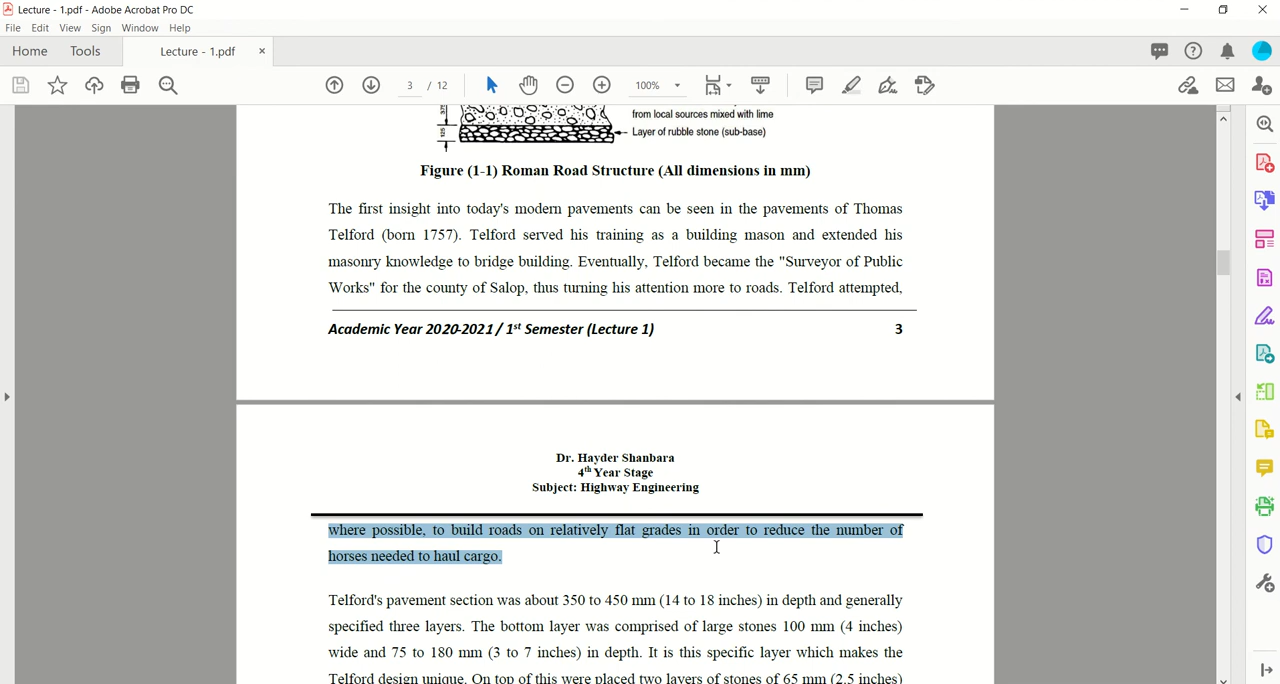 Lecture - 1.pdf - Adobe Acrobat Pro DC
File Edit View Sign Window Help
Home Tools Lecture - 1.pdf ×
3 / 12 100%
from local sources mixed with lime
125 Layer of rubble stone (sub-base)
Figure (1-1) Roman Road Structure (All dimensions in mm)
The first insight into today's modern pavements can be seen in the pavements of Thomas
Telford (born 1757). Telford served his training as a building mason and extended his
masonry knowledge to bridge building. Eventually, Telford became the "Surveyor of Public
Works" for the county of Salop, thus turning his attention more to roads. Telford attempted,
Academic Year 2020-2021 / 1st Semester (Lecture 1) 3
Dr. Hayder Shanbara
4th Year Stage
Subject: Highway Engineering
where possible, to build roads on relatively flat grades in order to reduce the number of
horses needed to haul cargo.
Telford's pavement section was about 350 to 450 mm (14 to 18 inches) in depth and generally
specified three layers. The bottom layer was comprised of large stones 100 mm (4 inches)
wide and 75 to 180 mm (3 to 7 inches) in depth. It is this specific layer which makes the
Telford design unique. On top of this were placed two layers of stones of 65 mm (2.5 inches)